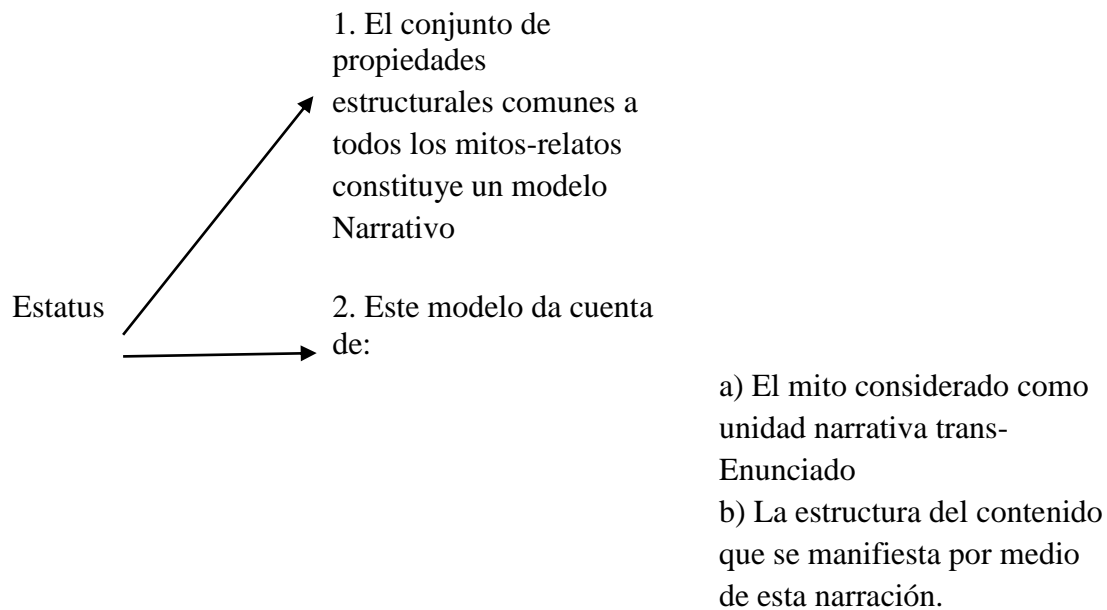 1. El conjunto de
propiedades
estructurales comunes a
todos los mitos-relatos
constituye un modelo
Narrativo
Estatus
2. Este modelo da cuenta
de:
a) El mito considerado como
unidad narrativa trans-
Enunciado
b) La estructura del contenido
que se manifiesta por medio
de esta narración.